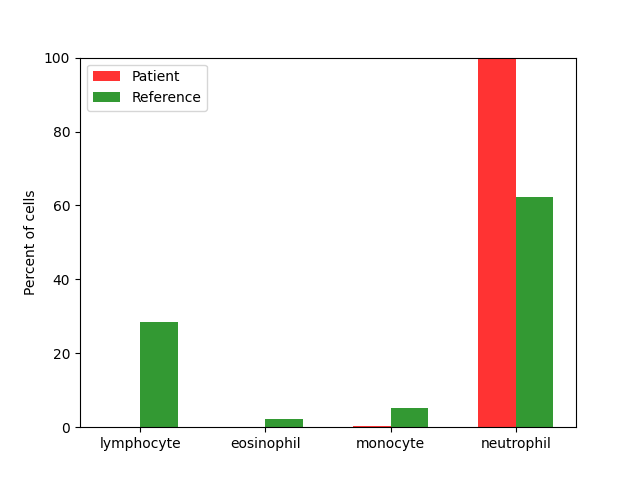 100
80
60
40
20
0
Percent of cells
Patient
Reference
lymphocyte
eosinophil
monocyte
neutrophil